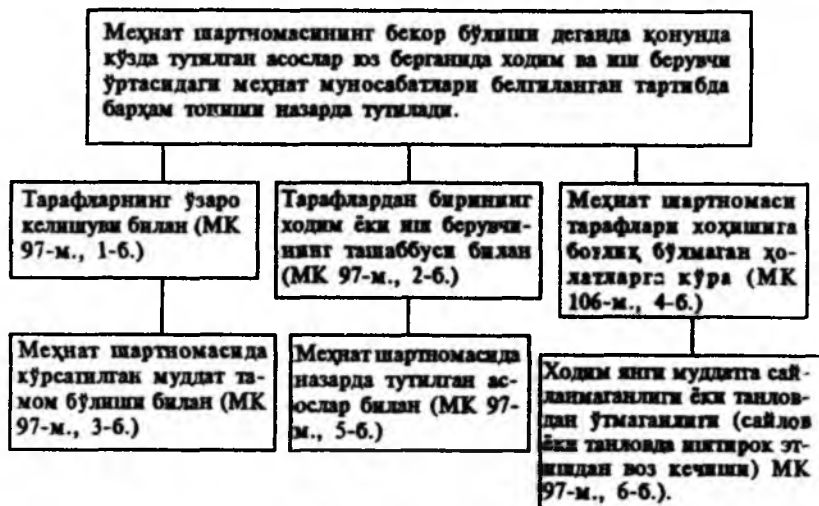 Меҳнат шартномасининг бекор бўлиши деганда қонунда
кўзда тутилган асослар юз берганида ходим ва иш берувчи
ўртасидаги меҳнат муносабатлари белгиланган тартибда
барҳам топиши назарда тутилади.
Тарафларнинг ўзаро
келишуви билан (МК
97-м., 1-б.)
Тарафлардан бирининг
ходим ёки иш берувчи-
нинг ташаббуси билан
(МК 97-м., 2-б.)
Меҳнат шартномаси
тарафлари хоҳишига
боғлиқ бўлмаган ҳо-
латларга кўра (МК
106-м., 4-б.)
Меҳнат шартномасида
кўрсатилган муддат та-
мом бўлиши билан (МК
97-м., 3-б.)
Меҳнат шартномасида
назарда тутилган ас-
ослар билан (МК 97-
м., 5-б.)
Ходим янги муддатга сай-
ланмаганлиги ёки танлов-
дан ўтмаганлиги (сайлов
ёки танловда иштирок эт-
ишдан воз кечиши) МК
97-м., 6-б.).